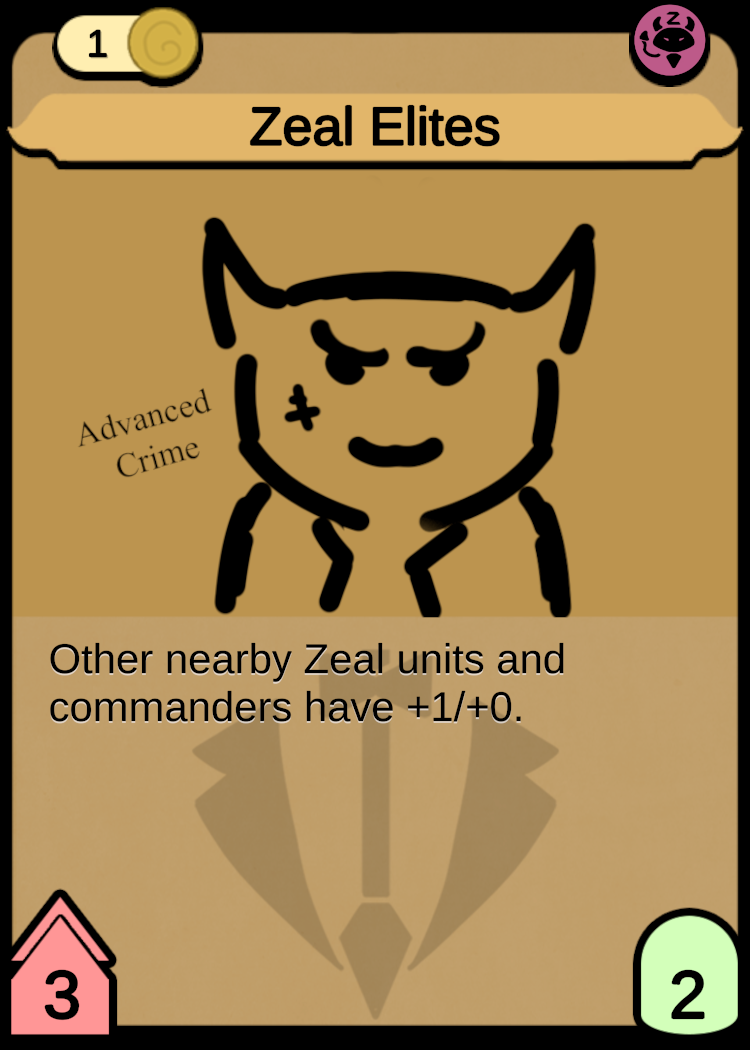 1
Z
Zeal Elites
Advanced
Crime
Other nearby Zeal units and
commanders have +1/+0.
3
2